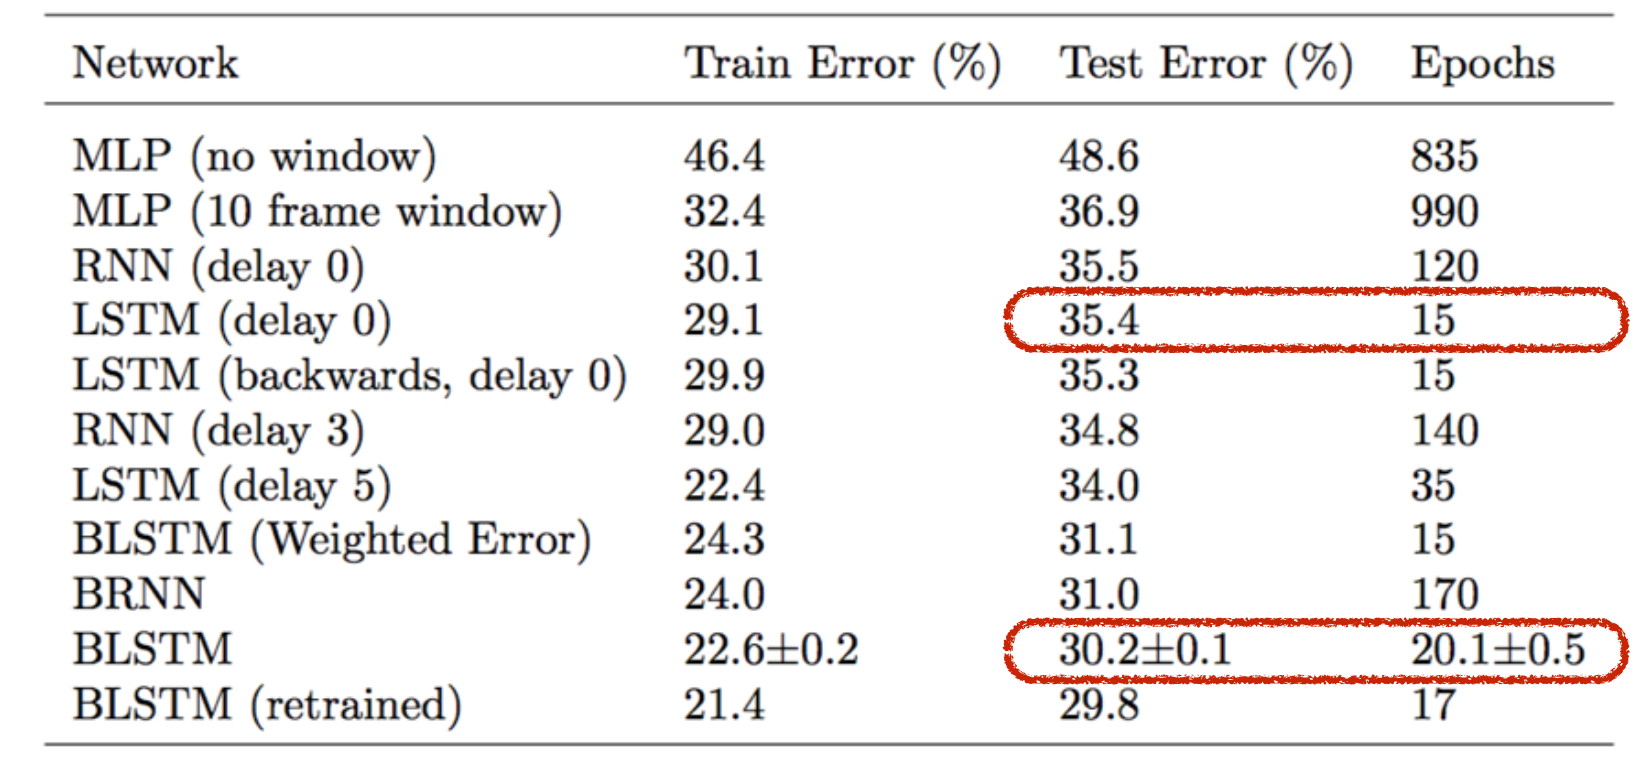 Network Train Error (%) Test Error (%) Epochs
MLP (no window) 46.4 48.6 835
MLP (10 frame window) 32.4 36.9 990
RNN (delay 0) 30.1 35.5 120
LSTM (delay 0) 29.1 35.4 15
LSTM (backwards, delay 0) 29.9 35.3 15
RNN (delay 3) 29.0 34.8 140
LSTM (delay 5) 22.4 34.0 35
BLSTM (Weighted Error) 24.3 31.1 15
BRNN 24.0 31.0 170
BLSTM 22.6±0.2 30.2±0.1 20.1±0.5
BLSTM (retrained) 21.4 29.8 17